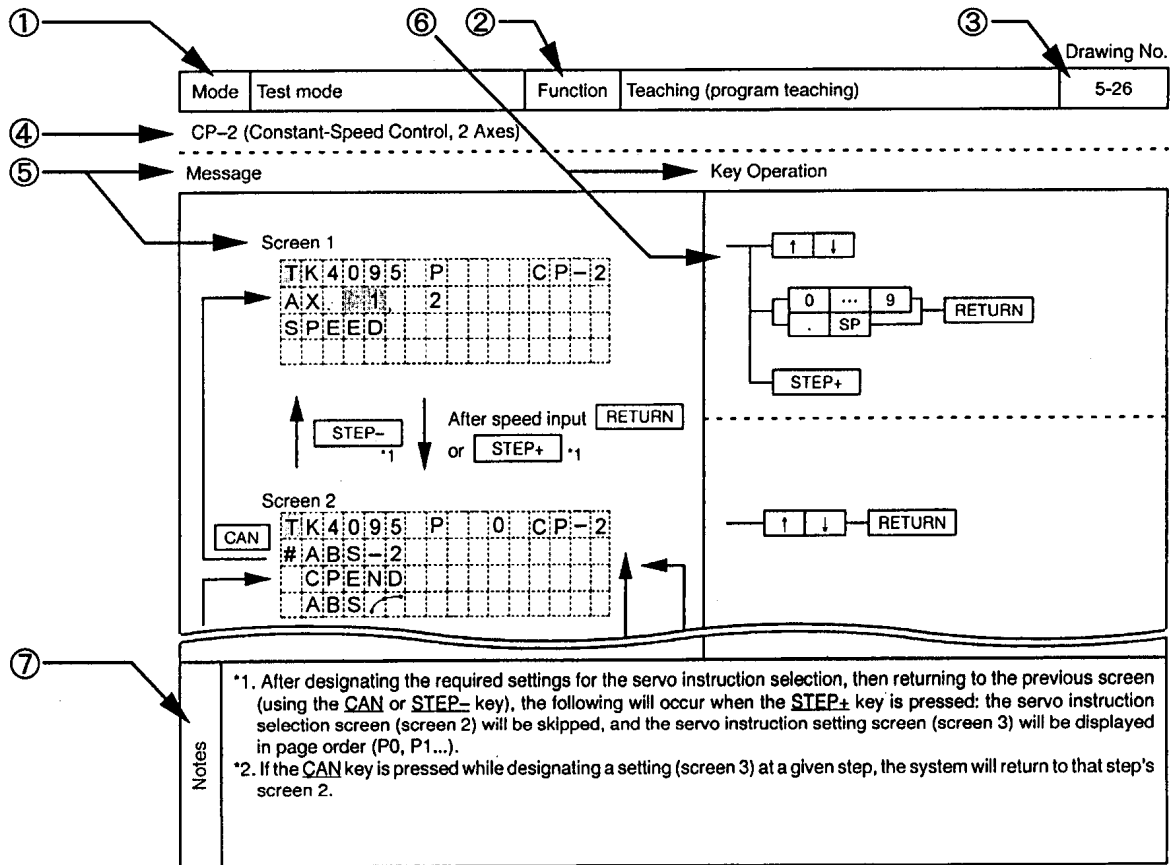 ① ⑥ ② ③
Drawing No.
Mode Test mode Function Teaching (program teaching) 5-26
④ CP–2 (Constant-Speed Control, 2 Axes)
⑤ Message Key Operation
Screen 1
TK4095 P CP-2
AX. 1 2
SPEED
↑ ↓
0 ... 9
. SP
RETURN
STEP+
STEP– *1
After speed input RETURN
or STEP+ *1
Screen 2
TK4095 P 0 CP-2
#ABS-2
CPEND
ABS
CAN
↑ ↓ RETURN
⑦ Notes
*1. After designating the required settings for the servo instruction selection, then returning to the previous screen
(using the CAN or STEP– key), the following will occur when the STEP+ key is pressed: the servo instruction
selection screen (screen 2) will be skipped, and the servo instruction setting screen (screen 3) will be displayed
in page order (P0, P1...).
*2. If the CAN key is pressed while designating a setting (screen 3) at a given step, the system will return to that step's
screen 2.